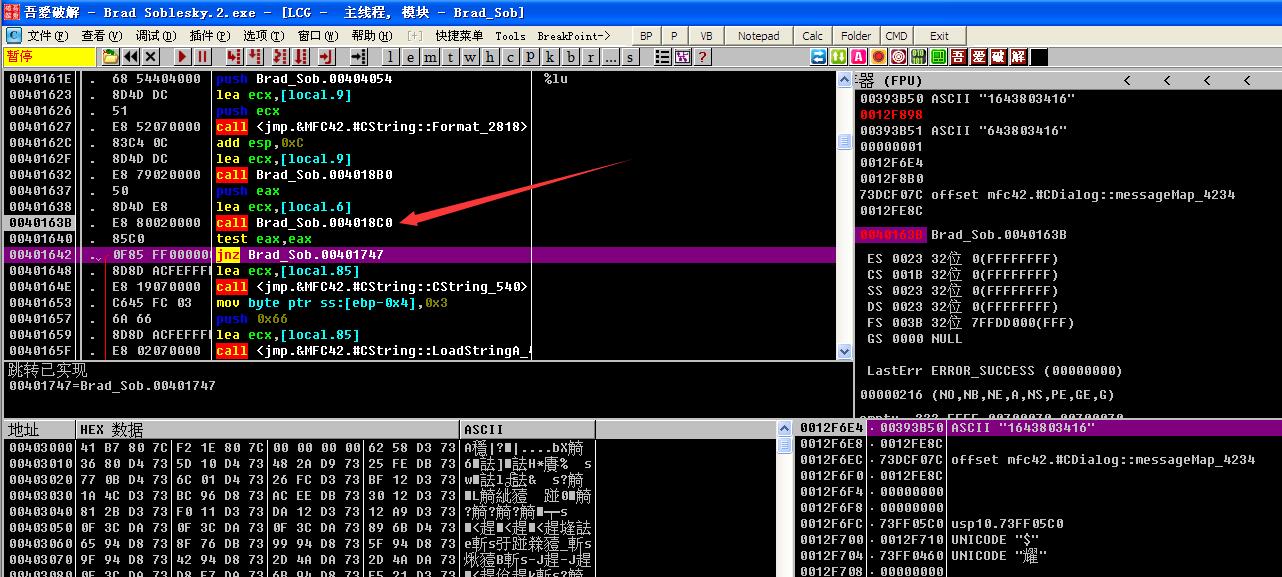 吾愛破解 - Brad Soblesky.2.exe - [LCG - 主线程, 模块 - Brad_Sob]
C 文件(F) 查看(V) 调试(D) 插件(P) 选项(T) 窗口(W) 帮助(H) [+] 快捷菜单 Tools BreakPoint-> BP P VB Notepad Calc Folder CMD Exit
暂停 l e m t w h c p k b r ... s ? 吾 爱 破 解
0040161E . 68 54404000 push Brad_Sob.00404054 %lu
00401623 . 8D4D DC lea ecx,[local.9]
00401626 . 51 push ecx
00401627 . E8 52070000 call <jmp.&MFC42.#CString::Format_2818>
0040162C . 83C4 0C add esp,0xC
0040162F . 8D4D DC lea ecx,[local.9]
00401632 . E8 79020000 call Brad_Sob.004018B0
00401637 . 50 push eax
00401638 . 8D4D E8 lea ecx,[local.6]
0040163B . E8 80020000 call Brad_Sob.004018C0
00401640 . 85C0 test eax,eax
00401642 . 0F85 FF00000 jnz Brad_Sob.00401747
00401648 . 8D8D ACFEFFFF lea ecx,[local.85]
0040164E . E8 19070000 call <jmp.&MFC42.#CString::CString_540>
00401653 . C645 FC 03 mov byte ptr ss:[ebp-0x4],0x3
00401657 . 6A 66 push 0x66
00401659 . 8D8D ACFEFFFF lea ecx,[local.85]
0040165F . E8 02070000 call <jmp.&MFC42.#CString::LoadStringA_4
跳转已实现
00401747=Brad_Sob.00401747
器 (FPU) < < < <
00393B50 ASCII "1643803416"
0012F898
00393B51 ASCII "643803416"
00000001
0012F6E4
0012F8B0
73DCF07C offset mfc42.#CDialog::messageMap_4234
0012FE8C
0040163B Brad_Sob.0040163B
ES 0023 32位 0(FFFFFFFF)
CS 001B 32位 0(FFFFFFFF)
SS 0023 32位 0(FFFFFFFF)
DS 0023 32位 0(FFFFFFFF)
FS 003B 32位 7FFDD000(FFF)
GS 0000 NULL
LastErr ERROR_SUCCESS (00000000)
00000216 (NO,NB,NE,A,NS,PE,GE,G)
地址 HEX 数据 ASCII
00403000 41 B7 80 7C F2 1E 80 7C 00 00 00 00 62 58 D3 73
00403010 36 80 D4 73 5D 10 D4 73 48 2A D9 73 25 FE DB 73
00403020 77 0B D4 73 6C 01 D4 73 26 FC D3 73 BF 12 D3 73
00403030 1A 4C D3 73 BC 96 D8 73 AC EE DB 73 30 12 D3 73
00403040 81 2B D3 73 F0 11 D3 73 DA 12 D3 73 12 A9 D3 73
00403050 0F 3C DA 73 0F 3C DA 73 0F 3C DA 73 89 6B D4 73
00403060 65 94 D8 73 8F 76 DB 73 99 94 D8 73 5F 94 D8 73
00403070 9F 94 D8 73 42 94 D8 73 2D 4A DA 73 2D 4A DA 73
0012F6E4 . 00393B50 ASCII "1643803416"
0012F6E8 . 0012FE8C
0012F6EC . 73DCF07C offset mfc42.#CDialog::messageMap_4234
0012F6F0 . 0012FE8C
0012F6F4 . 00000000
0012F6F8 . 00000000
0012F6FC . 73FF05C0 usp10.73FF05C0
0012F700 . 0012F710 UNICODE "$"
0012F704 . 73FF0460 UNICODE "耀"
0012F708 . 00000000